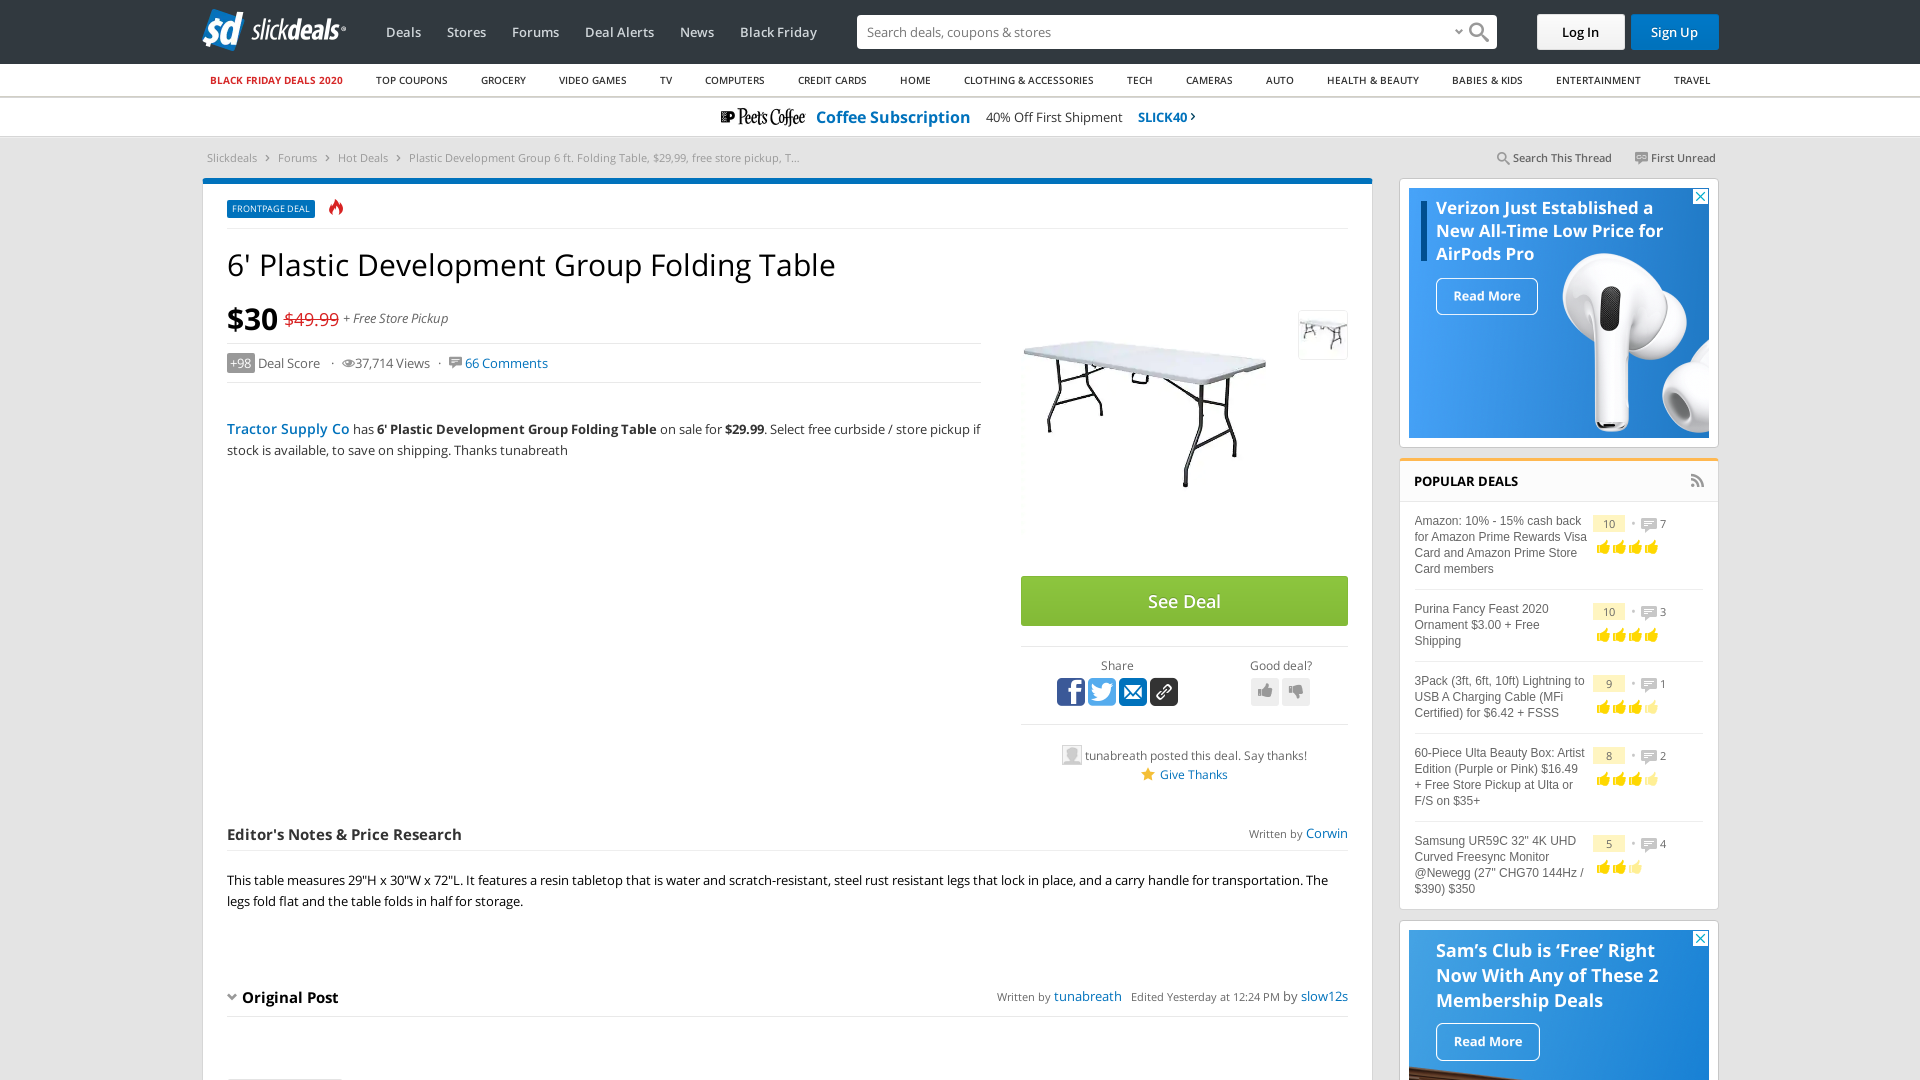 slickdeals
Deals
Stores
Forums
Deal Alerts
News
Black Friday
Search deals, coupons & stores
Log In
Sign Up
BLACK FRIDAY DEALS 2020
TOP COUPONS
GROCERY
VIDEO GAMES
TV
COMPUTERS
CREDIT CARDS
HOME
CLOTHING & ACCESSORIES
TECH
CAMERAS
AUTO
HEALTH & BEAUTY
BABIES & KIDS
ENTERTAINMENT
TRAVEL
Peet's Coffee Coffee Subscription 40% Off First Shipment SLICK40 ›
Slickdeals › Forums › Hot Deals › Plastic Development Group 6 ft. Folding Table, $29,99, free store pickup, T...
Search This Thread
First Unread
FRONTPAGE DEAL
6' Plastic Development Group Folding Table
$30 $49.99 + Free Store Pickup
+98 Deal Score · 37,714 Views · 66 Comments
Tractor Supply Co has 6' Plastic Development Group Folding Table on sale for $29.99. Select free curbside / store pickup if
stock is available, to save on shipping. Thanks tunabreath
See Deal
Share
Good deal?
tunabreath posted this deal. Say thanks!
Give Thanks
Editor's Notes & Price Research
Written by Corwin
This table measures 29"H x 30"W x 72"L. It features a resin tabletop that is water and scratch-resistant, steel rust resistant legs that lock in place, and a carry handle for transportation. The
legs fold flat and the table folds in half for storage.
Original Post
Written by tunabreath Edited Yesterday at 12:24 PM by slow12s
Verizon Just Established a
New All-Time Low Price for
AirPods Pro
Read More
POPULAR DEALS
Amazon: 10% - 15% cash back
for Amazon Prime Rewards Visa
Card and Amazon Prime Store
Card members
10 • 7
Purina Fancy Feast 2020
Ornament $3.00 + Free
Shipping
10 • 3
3Pack (3ft, 6ft, 10ft) Lightning to
USB A Charging Cable (MFi
Certified) for $6.42 + FSSS
9 • 1
60-Piece Ulta Beauty Box: Artist
Edition (Purple or Pink) $16.49
+ Free Store Pickup at Ulta or
F/S on $35+
8 • 2
Samsung UR59C 32" 4K UHD
Curved Freesync Monitor
@Newegg (27" CHG70 144Hz /
$390) $350
5 • 4
Sam's Club is 'Free' Right
Now With Any of These 2
Membership Deals
Read More